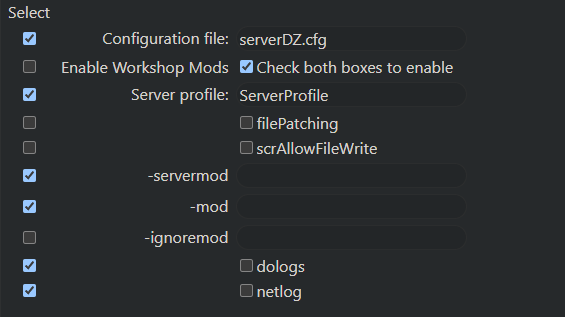 Select
Configuration file: serverDZ.cfg
Enable Workshop Mods Check both boxes to enable
Server profile: ServerProfile
filePatching
scrAllowFileWrite
-servermod
-mod
-ignoremod
dologs
netlog